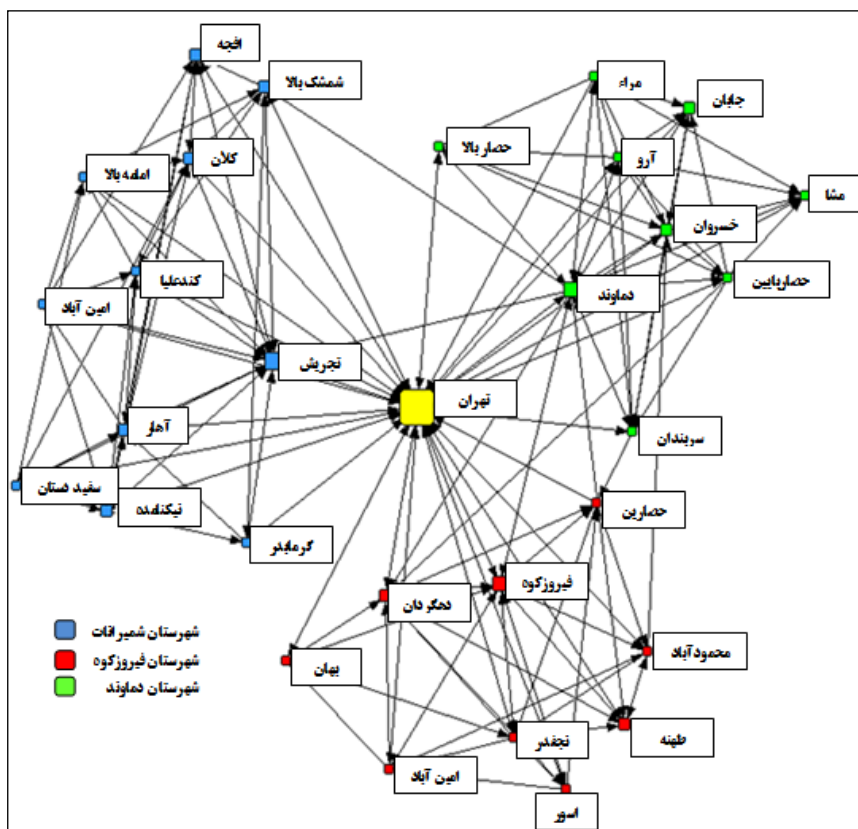 افجه
شمشک بالا
کلان
امامه بالا
کندعلیا
امین آباد
تجریش
آهار
سفید دستان
نیکنامده
گرمابدر
مراء
جابان
حصار بالا
آرو
مشا
خسروان
حصارپایین
دماوند
تهران
سربندان
حصاربن
فیروزکوه
دهگردان
محمودآباد
بهان
نجفدر
طهنه
امین آباد
اسور
شهرستان شمیرانات
شهرستان فیروزکوه
شهرستان دماوند